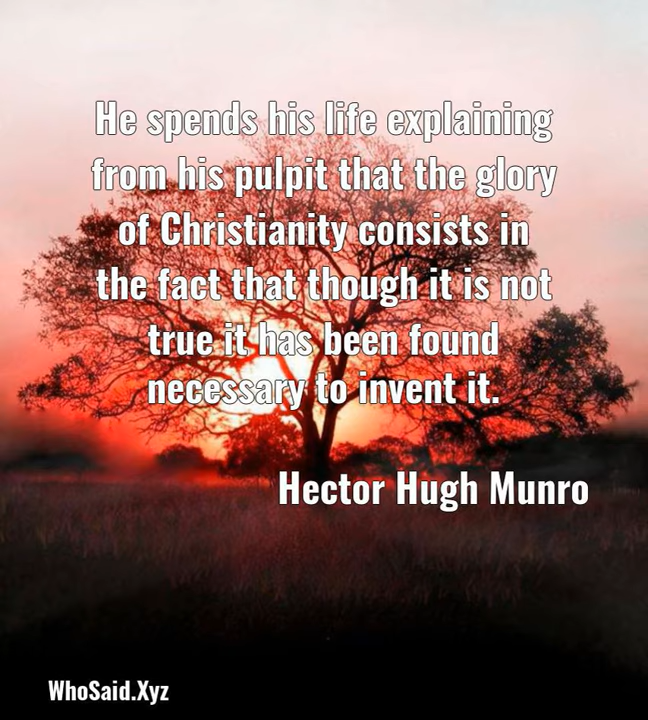 He spends his life explaining
from his pulpit that the glory
of Christianity consists in
the fact that though it is not
true it has been found
necessary to invent it.
Hector Hugh Munro
WhoSaid.Xyz